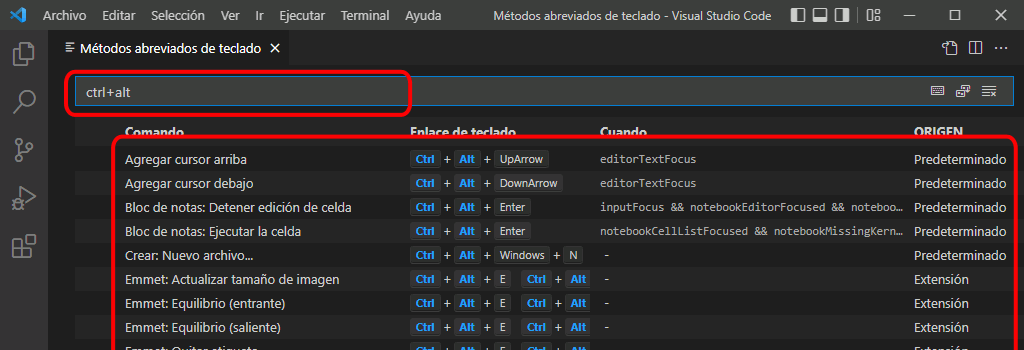 Archivo Editar Selección Ver Ir Ejecutar Terminal Ayuda Métodos abreviados de teclado - Visual Studio Code
Métodos abreviados de teclado
ctrl+alt
Comando Enlace de teclado Cuando ORIGEN
Agregar cursor arriba Ctrl + Alt + UpArrow editorTextFocus Predeterminado
Agregar cursor debajo Ctrl + Alt + DownArrow editorTextFocus Predeterminado
Bloc de notas: Detener edición de celda Ctrl + Alt + Enter inputFocus && notebookEditorFocused && noteboo... Predeterminado
Bloc de notas: Ejecutar la celda Ctrl + Alt + Enter notebookCellListFocused && notebookMissingKern... Predeterminado
Crear: Nuevo archivo... Ctrl + Alt + Windows + N - Predeterminado
Emmet: Actualizar tamaño de imagen Ctrl + Alt + E Ctrl + Alt - Extensión
Emmet: Equilibrio (entrante) Ctrl + Alt + E Ctrl + Alt - Extensión
Emmet: Equilibrio (saliente) Ctrl + Alt + E Ctrl + Alt - Extensión
Emmet: Quitar etiqueta Ctrl + Alt + E Ctrl + Alt - Extensión